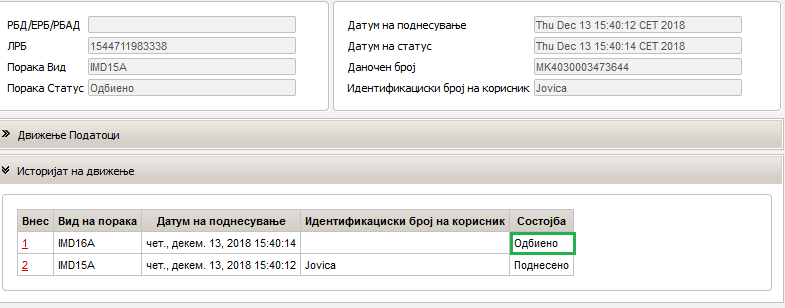 РБД/ЕРБ/РБАД
ЛРБ 1544711983338
Порака Вид IMD15A
Порака Статус Одбиено
Датум на поднесување Thu Dec 13 15:40:12 CET 2018
Датум на статус Thu Dec 13 15:40:14 CET 2018
Даночен број MK4030003473644
Идентификациски број на корисник Jovica
Движење Податоци
Историјат на движење
Внес Вид на порака Датум на поднесување Идентификациски број на корисник Состојба
1 IMD16A чет., декем. 13, 2018 15:40:14 Одбиено
2 IMD15A чет., декем. 13, 2018 15:40:12 Jovica Поднесено